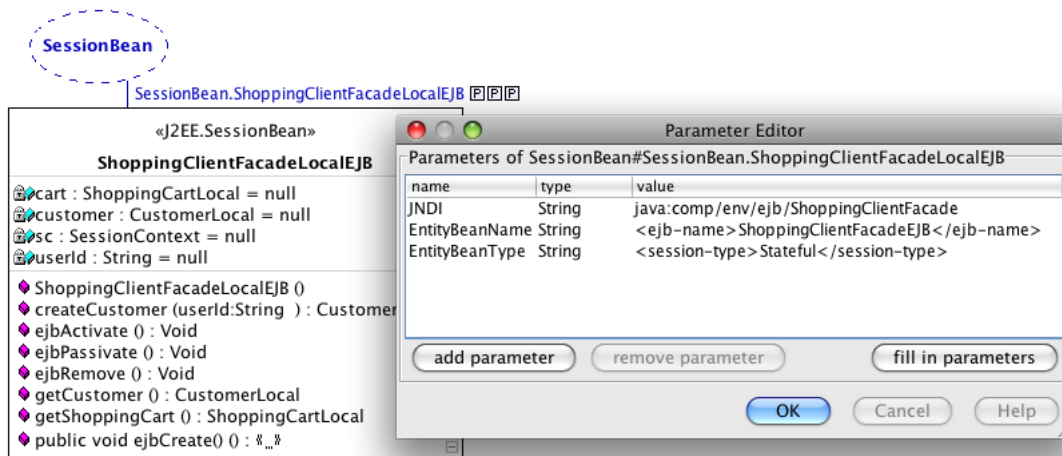 SessionBean
SessionBean.ShoppingClientFacadeLocalEJB P P P
«J2EE.SessionBean»
ShoppingClientFacadeLocalEJB
cart : ShoppingCartLocal = null
customer : CustomerLocal = null
sc : SessionContext = null
userId : String = null
ShoppingClientFacadeLocalEJB ()
createCustomer (userId:String ) : Customer
ejbActivate () : Void
ejbPassivate () : Void
ejbRemove () : Void
getCustomer () : CustomerLocal
getShoppingCart () : ShoppingCartLocal
public void ejbCreate() () : {...}
Parameter Editor
Parameters of SessionBean#SessionBean.ShoppingClientFacadeLocalEJB
name type value
JNDI String java:comp/env/ejb/ShoppingClientFacade
EntityBeanName String <ejb-name>ShoppingClientFacadeEJB</ejb-name>
EntityBeanType String <session-type>Stateful</session-type>
add parameter remove parameter fill in parameters
OK Cancel Help